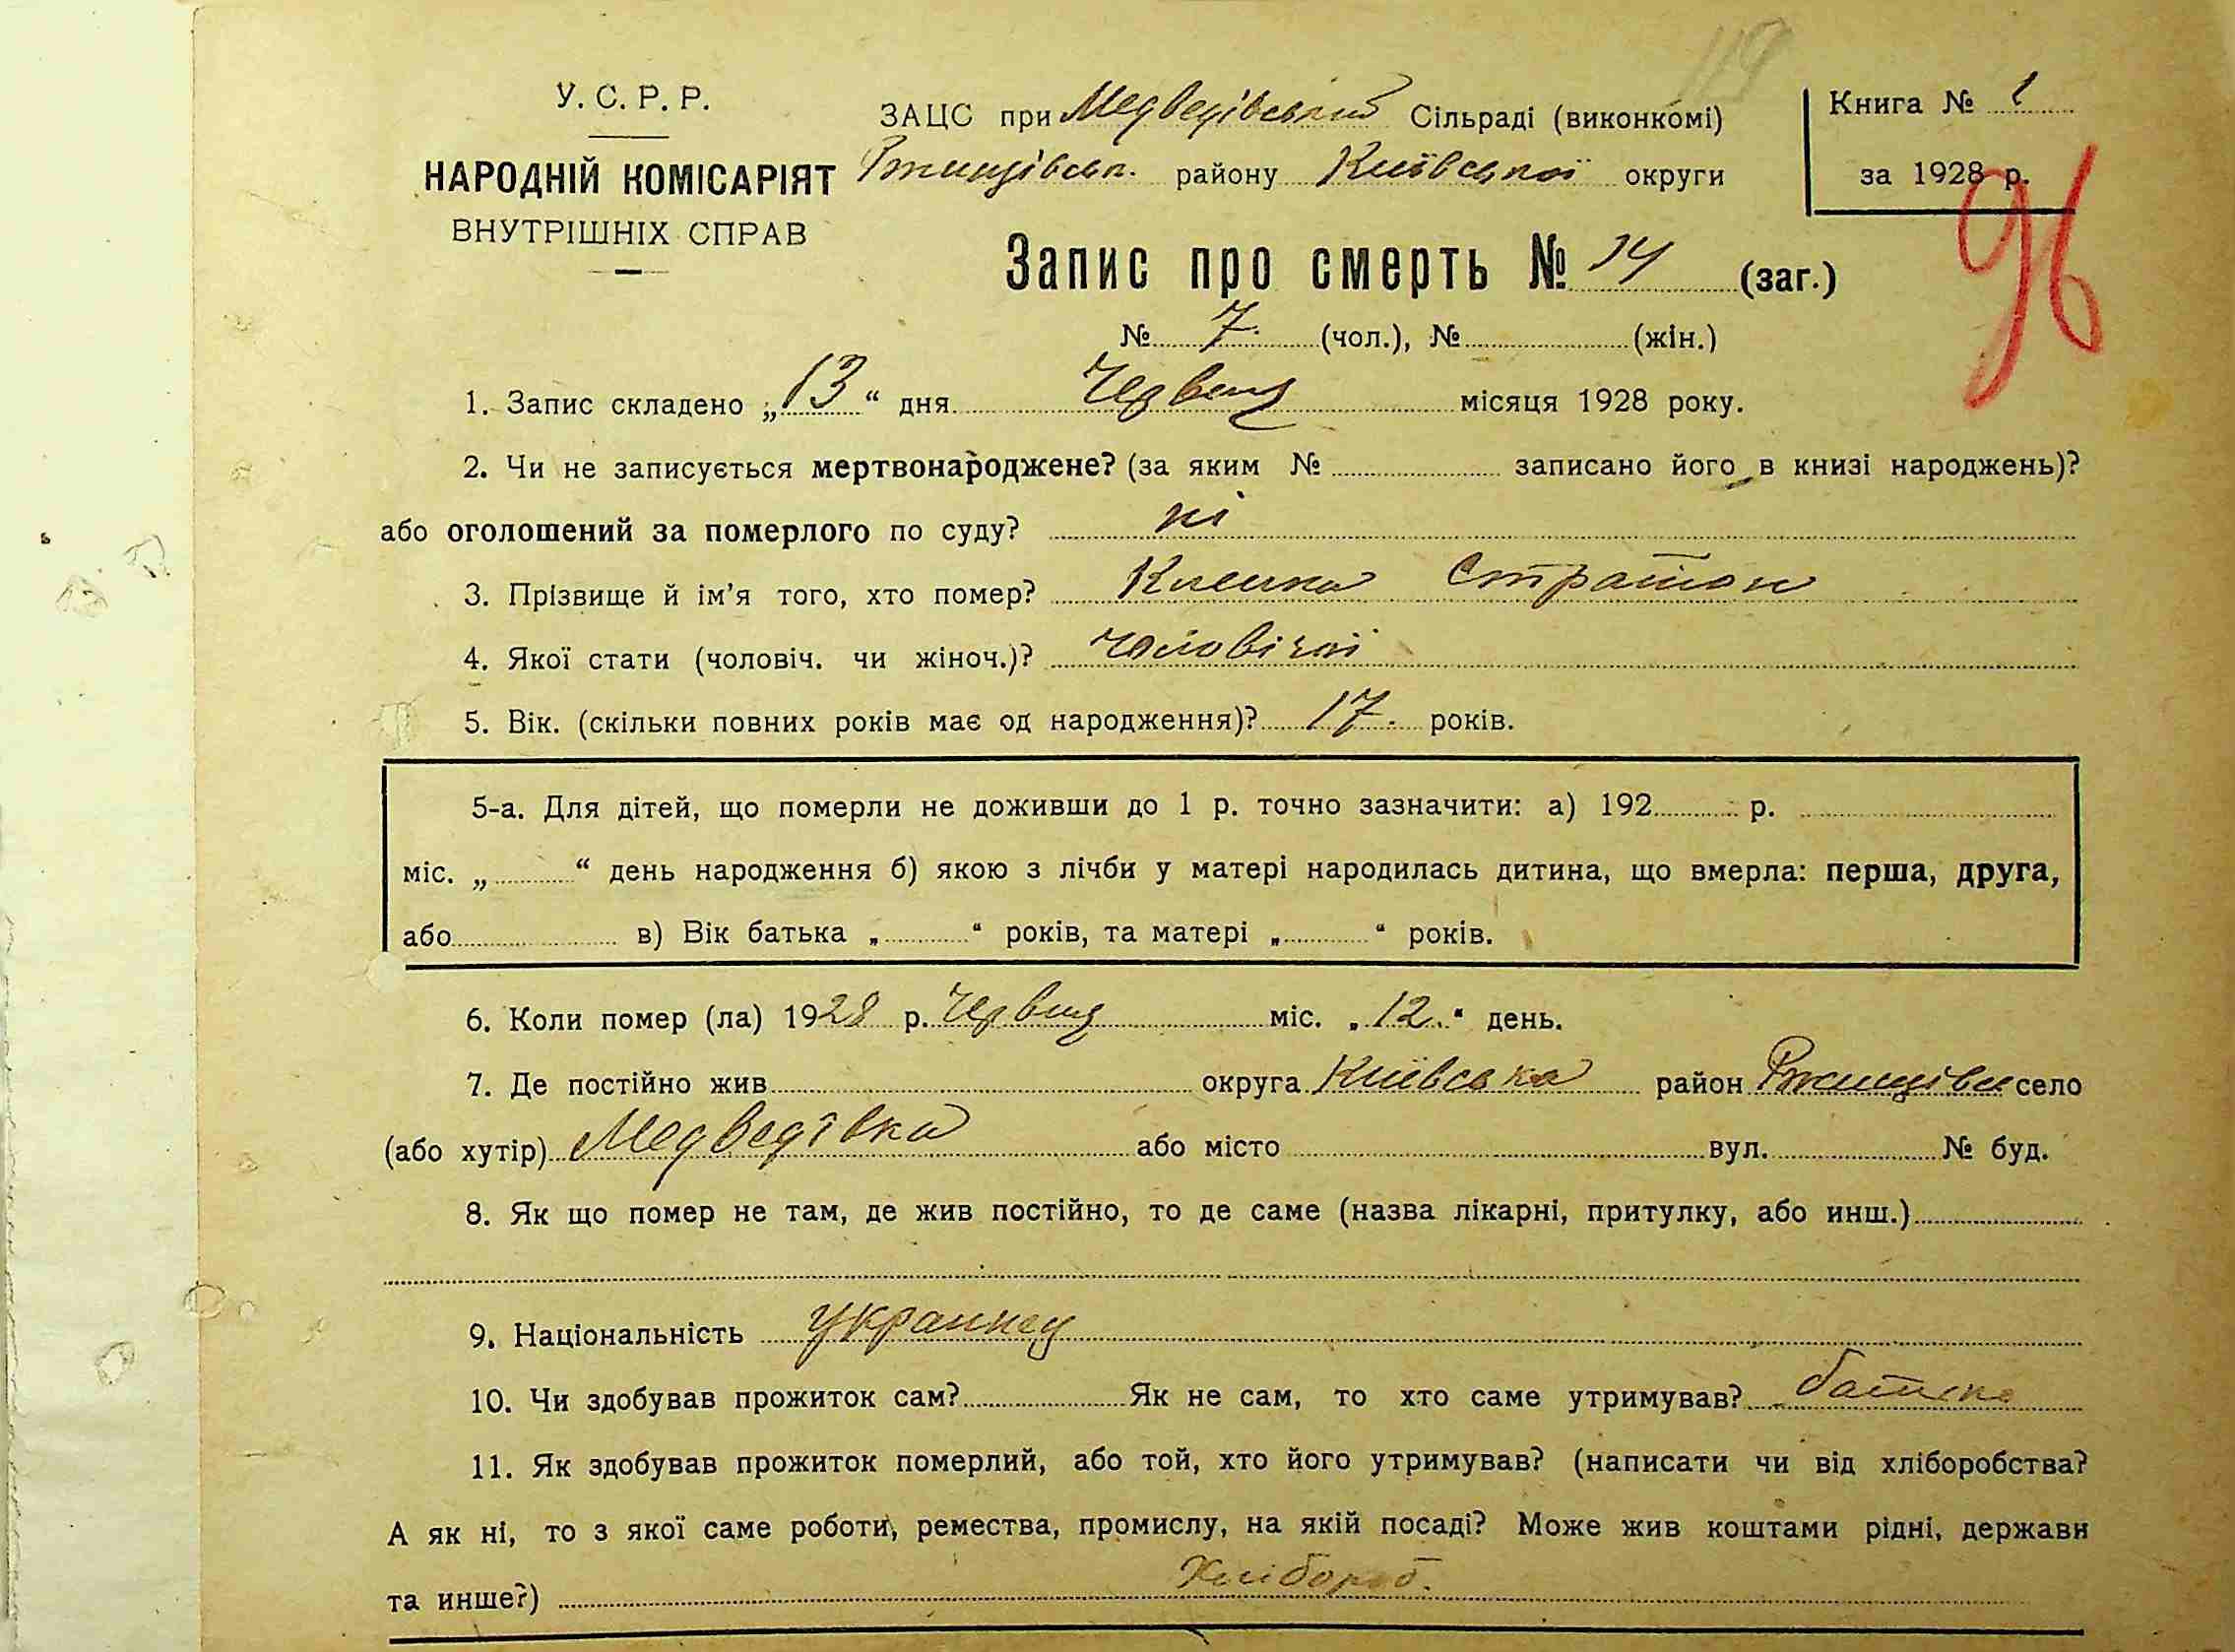 119
У. С. Р. Р.
НАРОДНІЙ КОМІСАРІЯТ
ВНУТРІШНІХ СПРАВ
ЗАЦС при Медведівській Сільраді (виконкомі)
Ржищівськ. району Київської округи
Книга № 1
за 1928 р.
96
Запис про смерть № 14 (заг.)
№ 7. (чол.), № (жін.)
1. Запис складено „13“ дня Червня місяця 1928 року.
2. Чи не записується мертвонароджене? (за яким № записано його в книзі народжень)?
або оголошений за померлого по суду? ні
3. Прізвище й ім’я того, хто помер? Стратон
4. Якої стати (чоловіч. чи жіноч.)? Чоловічої
5. Вік. (скільки повних років має од народження)? 17. років.
5-а. Для дітей, що померли не доживши до 1 р. точно зазначити: а) 192 р.
міс. „ “ день народження б) якою з лічби у матері народилась дитина, що вмерла: перша, друга,
або в) Вік батька „ “ років, та матері „ “ років.
6. Коли помер (ла) 1928 р. Червня міс. „12.“ день.
7. Де постійно жив округа Київська район Ржищівськ село
(або хутір) Медведівка або місто вул. № буд.
8. Як що помер не там, де жив постійно, то де саме (назва лікарні, притулку, або инш.)
9. Національність украинец
10. Чи здобував прожиток сам? Як не сам, то хто саме утримував? батько
11. Як здобував прожиток померлий, або той, хто його утримував? (написати чи від хліборобства?
А як ні, то з якої саме роботи, ремества, промислу, на якій посаді? Може жив коштами рідні, держави
та инше?) Хлібороб.